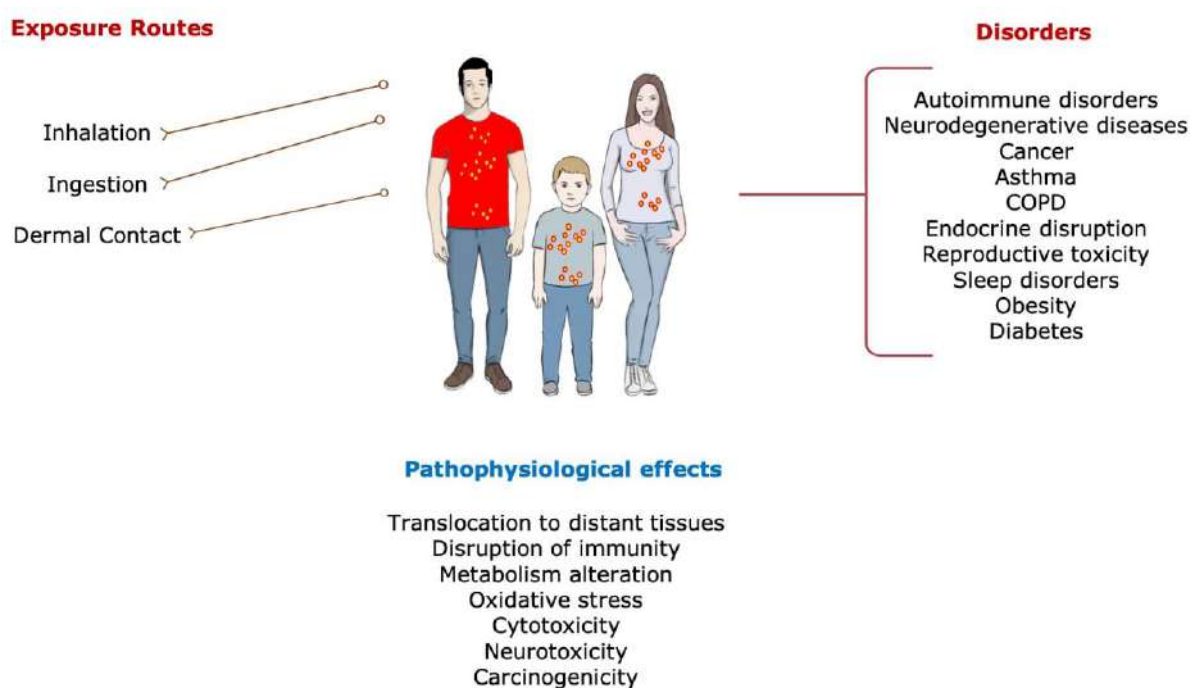 Exposure Routes
Inhalation
Ingestion
Dermal Contact
Disorders
Autoimmune disorders
Neurodegenerative diseases
Cancer
Asthma
COPD
Endocrine disruption
Reproductive toxicity
Sleep disorders
Obesity
Diabetes
Pathophysiological effects
Translocation to distant tissues
Disruption of immunity
Metabolism alteration
Oxidative stress
Cytotoxicity
Neurotoxicity
Carcinogenicity